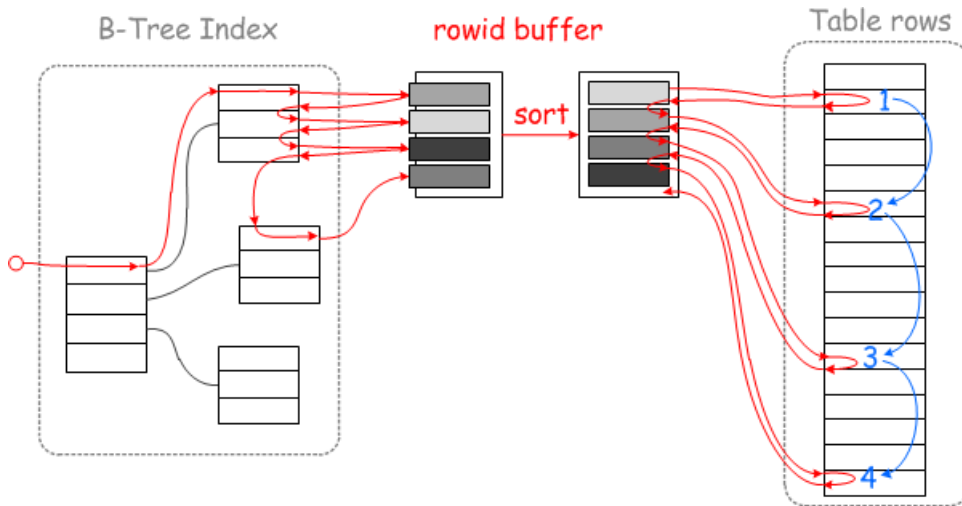 B-Tree Index
rowid buffer
Table rows
sort
1
2
3
4